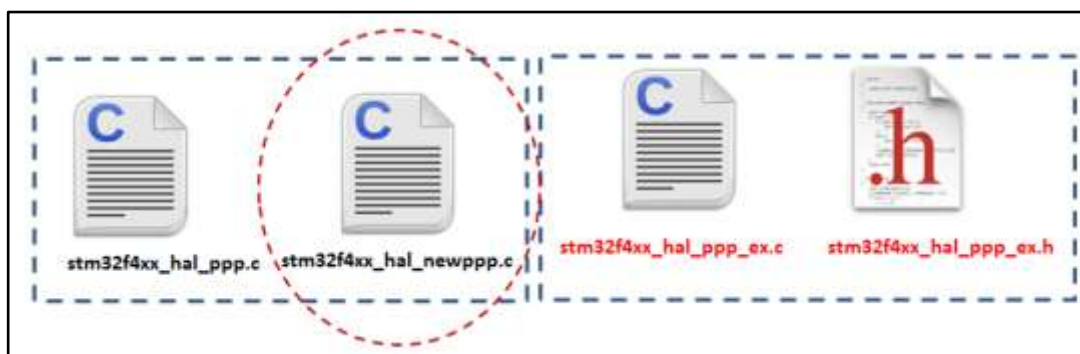 C
C
C
.h
stm32f4xx_hal_ppp.c
stm32f4xx_hal_newppp.c
stm32f4xx_hal_ppp_ex.c
stm32f4xx_hal_ppp_ex.h